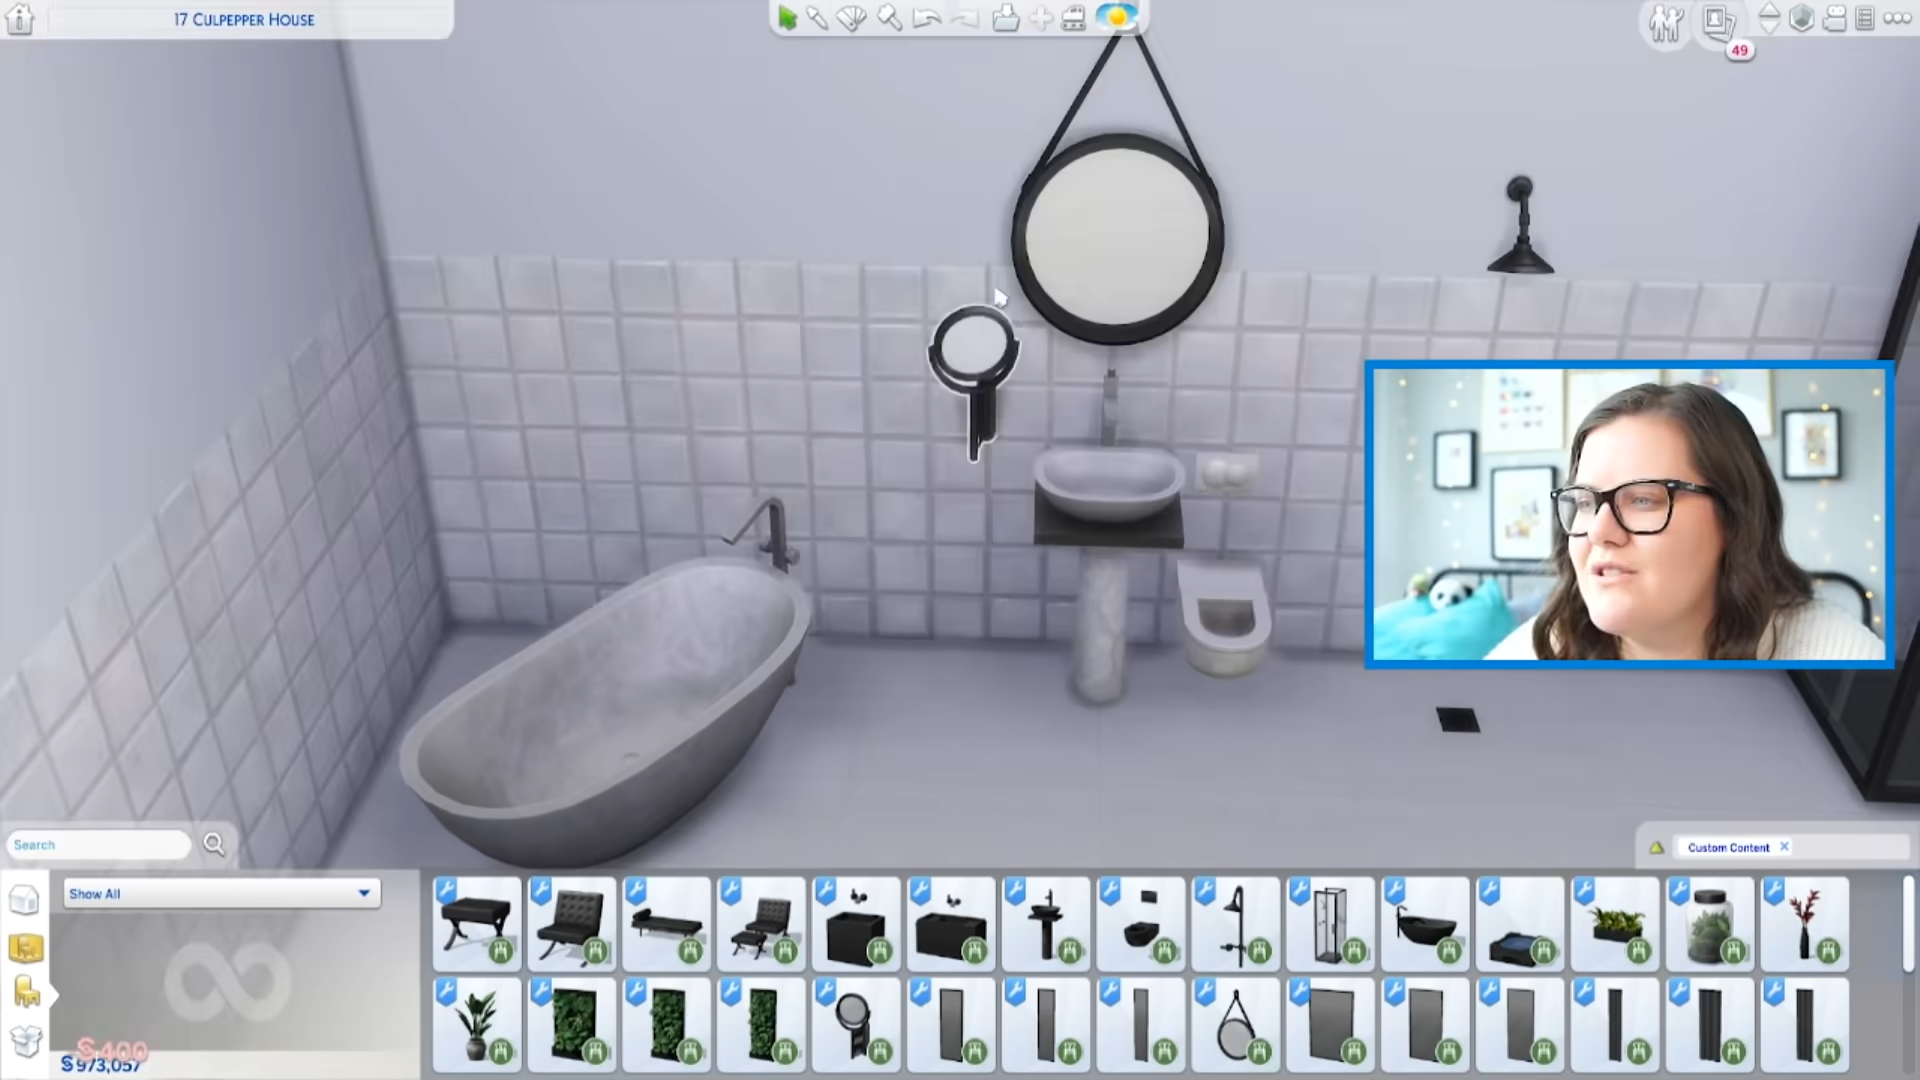 17 Culpepper House
49
Search
Custom Content
Show All
$400
$973,057